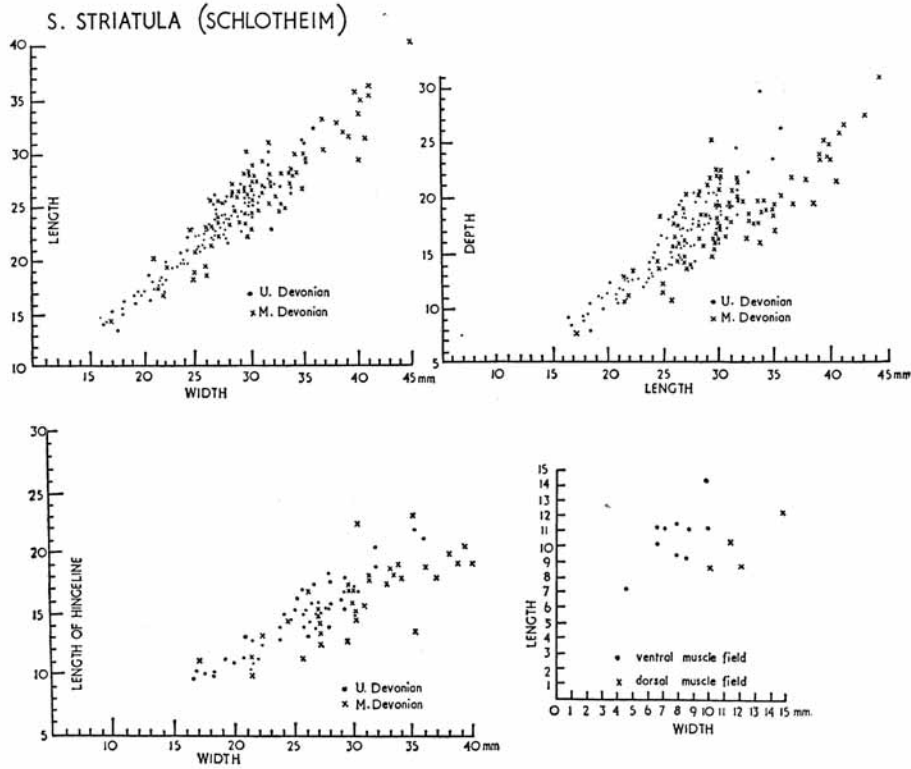 S. STRIATULA (SCHLOTHEIM)
40
35
30
25
20
15
10
LENGTH
15 20 25 30 35 40 45 mm
WIDTH
• U. Devonian
x M. Devonian
30
25
20
15
10
5
DEPTH
10 15 20 25 30 35 40 45 mm
LENGTH
• U. Devonian
x M. Devonian
30
25
20
15
10
5
LENGTH OF HINGELINE
10 15 20 25 30 35 40 mm
WIDTH
• U. Devonian
x M. Devonian
15
14
13
12
11
10
9
8
7
6
5
4
3
2
1
LENGTH
0 1 2 3 4 5 6 7 8 9 10 11 12 13 14 15 mm.
WIDTH
• ventral muscle field
x dorsal muscle field